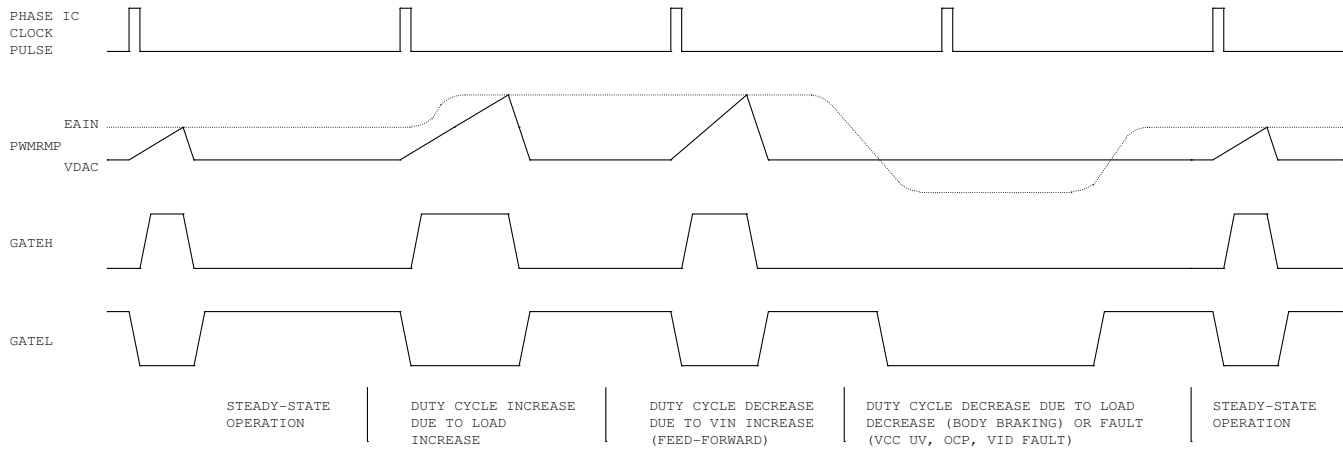 PHASE IC
CLOCK
PULSE
EAIN
PWMRMP
VDAC
GATEH
GATEL
STEADY-STATE
OPERATION
DUTY CYCLE INCREASE
DUE TO LOAD
INCREASE
DUTY CYCLE DECREASE
DUE TO VIN INCREASE
(FEED-FORWARD)
DUTY CYCLE DECREASE DUE TO LOAD
DECREASE (BODY BRAKING) OR FAULT
(VCC UV, OCP, VID FAULT)
STEADY-STATE
OPERATION